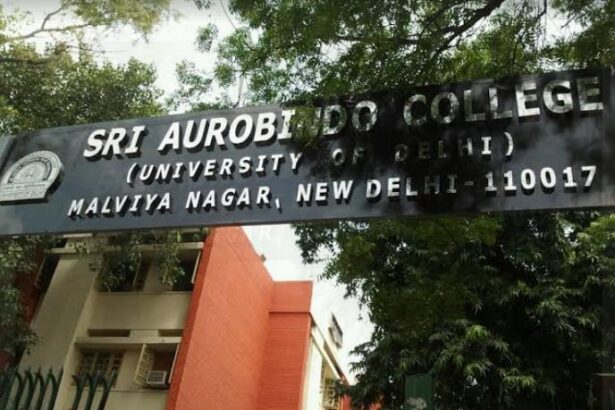 SRI AUROBINDO COLLEGE
(UNIVERSITY OF DELHI)
MALVIYA NAGAR, NEW DELHI-110017